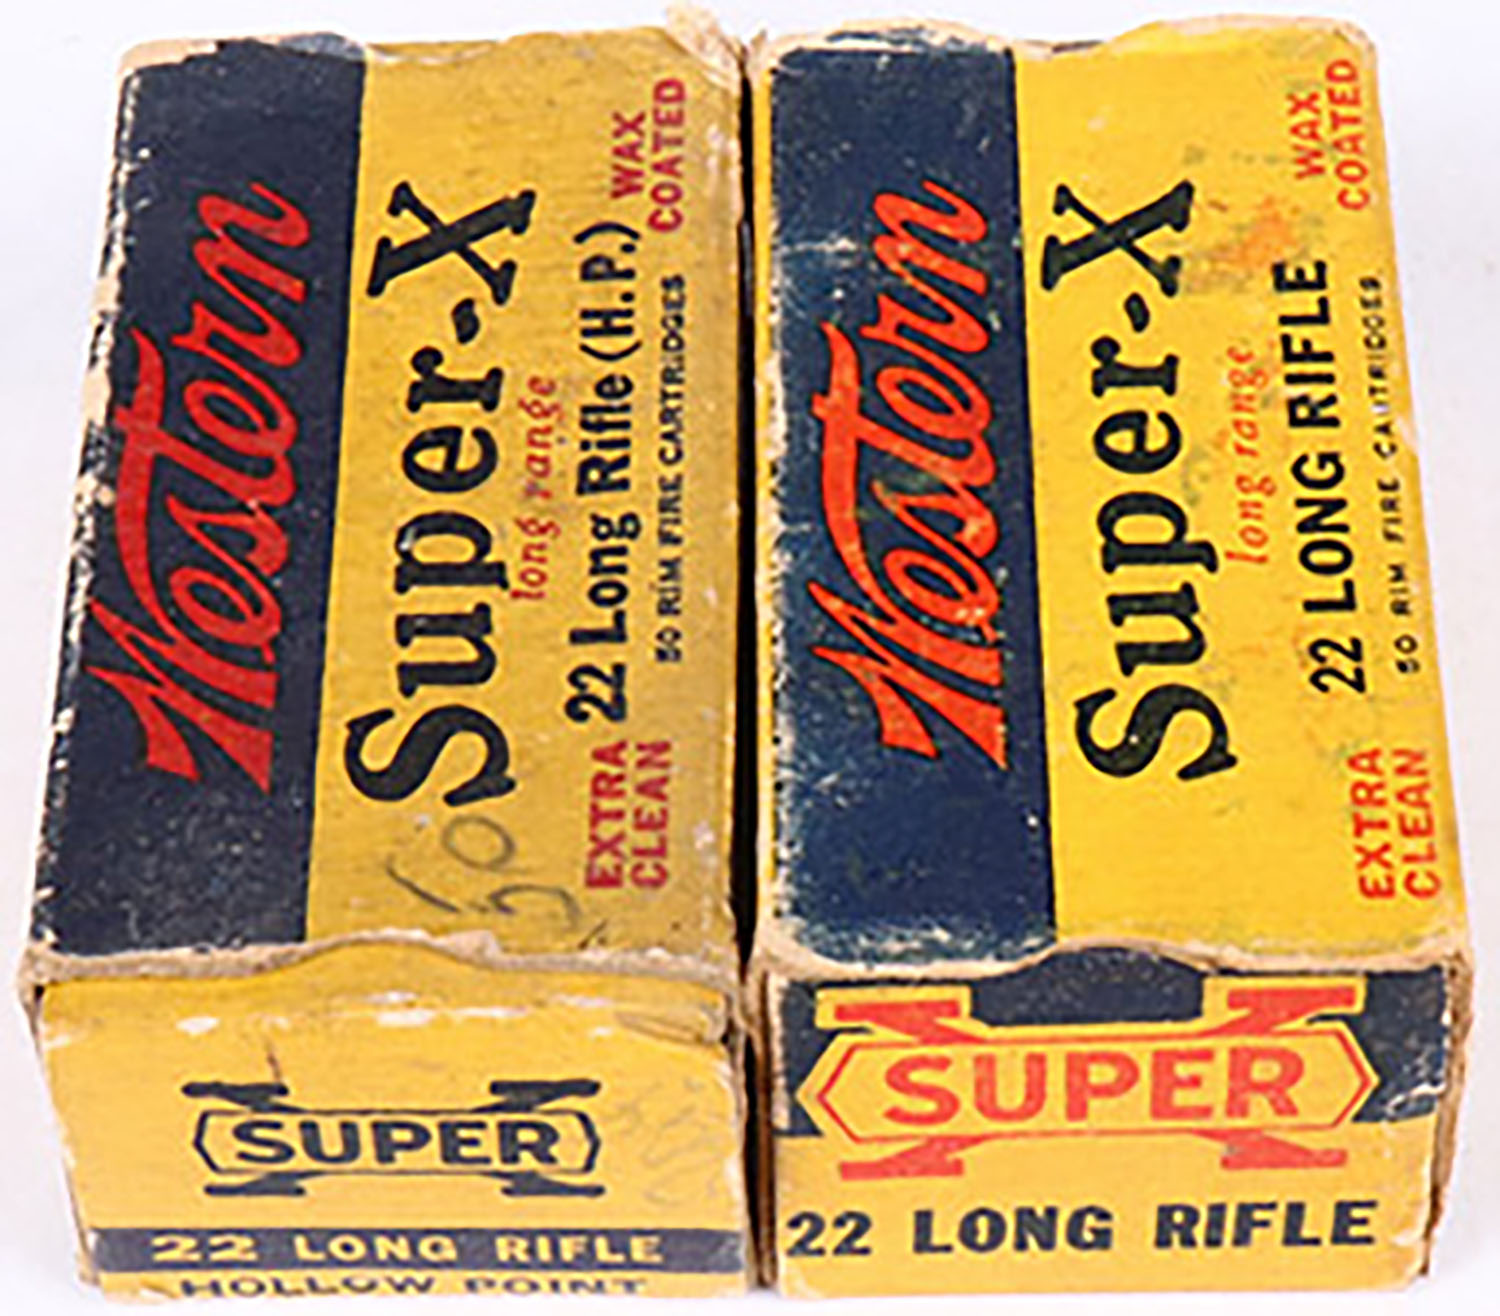 Western
Super-X
long range
22 Long Rifle (H.P.)
50 RIM FIRE CARTRIDGES
EXTRA
CLEAN
WAX
COATED
50
SUPER
22 LONG RIFLE
HOLLOW POINT
Western
Super-X
long range
22 LONG RIFLE
50 RIM FIRE CARTRIDGES
EXTRA
CLEAN
WAX
COATED
SUPER
22 LONG RIFLE